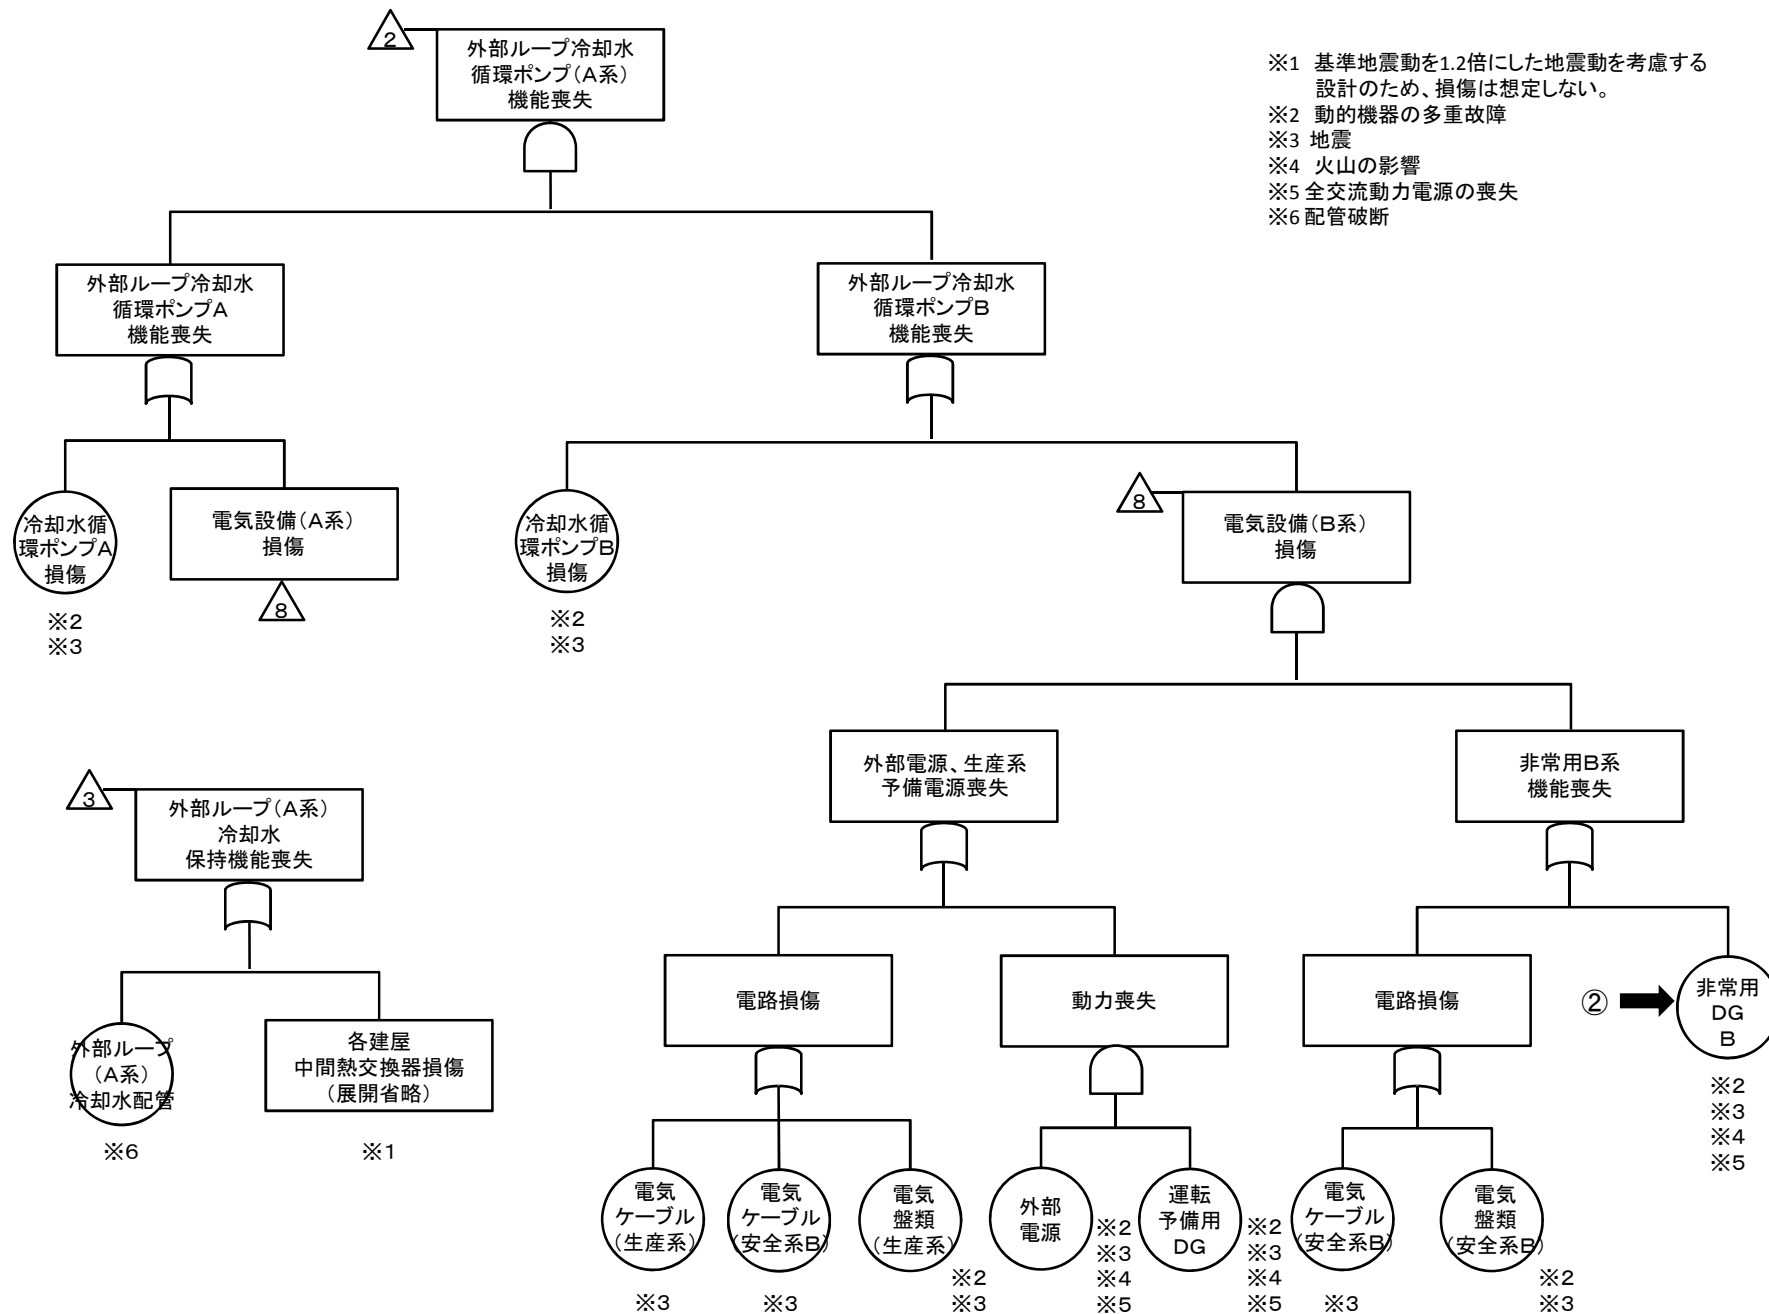 2
外部ループ冷却水
循環ポンプ(A系)
機能喪失
※1 基準地震動を1.2倍にした地震動を考慮する
設計のため、損傷は想定しない。
※2 動的機器の多重故障
※3 地震
※4 火山の影響
※5 全交流動力電源の喪失
※6 配管破断
外部ループ冷却水
循環ポンプA
機能喪失
外部ループ冷却水
循環ポンプB
機能喪失
冷却水循
環ポンプA
損傷
※2
※3
電気設備(A系)
損傷
8
冷却水循
環ポンプB
損傷
※2
※3
8
電気設備(B系)
損傷
外部電源、生産系
予備電源喪失
非常用B系
機能喪失
3
外部ループ(A系)
冷却水
保持機能喪失
外部ループ
(A系)
冷却水配管
※6
各建屋
中間熱交換器損傷
(展開省略)
※1
電路損傷
動力喪失
電路損傷
②
非常用
DG
B
※2
※3
※4
※5
電気
ケーブル
(生産系)
※3
電気
ケーブル
(安全系B)
※3
電気
盤類
(生産系)
※2
※3
外部
電源
※2
※3
※4
※5
運転
予備用
DG
※2
※3
※4
※5
電気
ケーブル
(安全系B)
※3
電気
盤類
(安全系B)
※2
※3